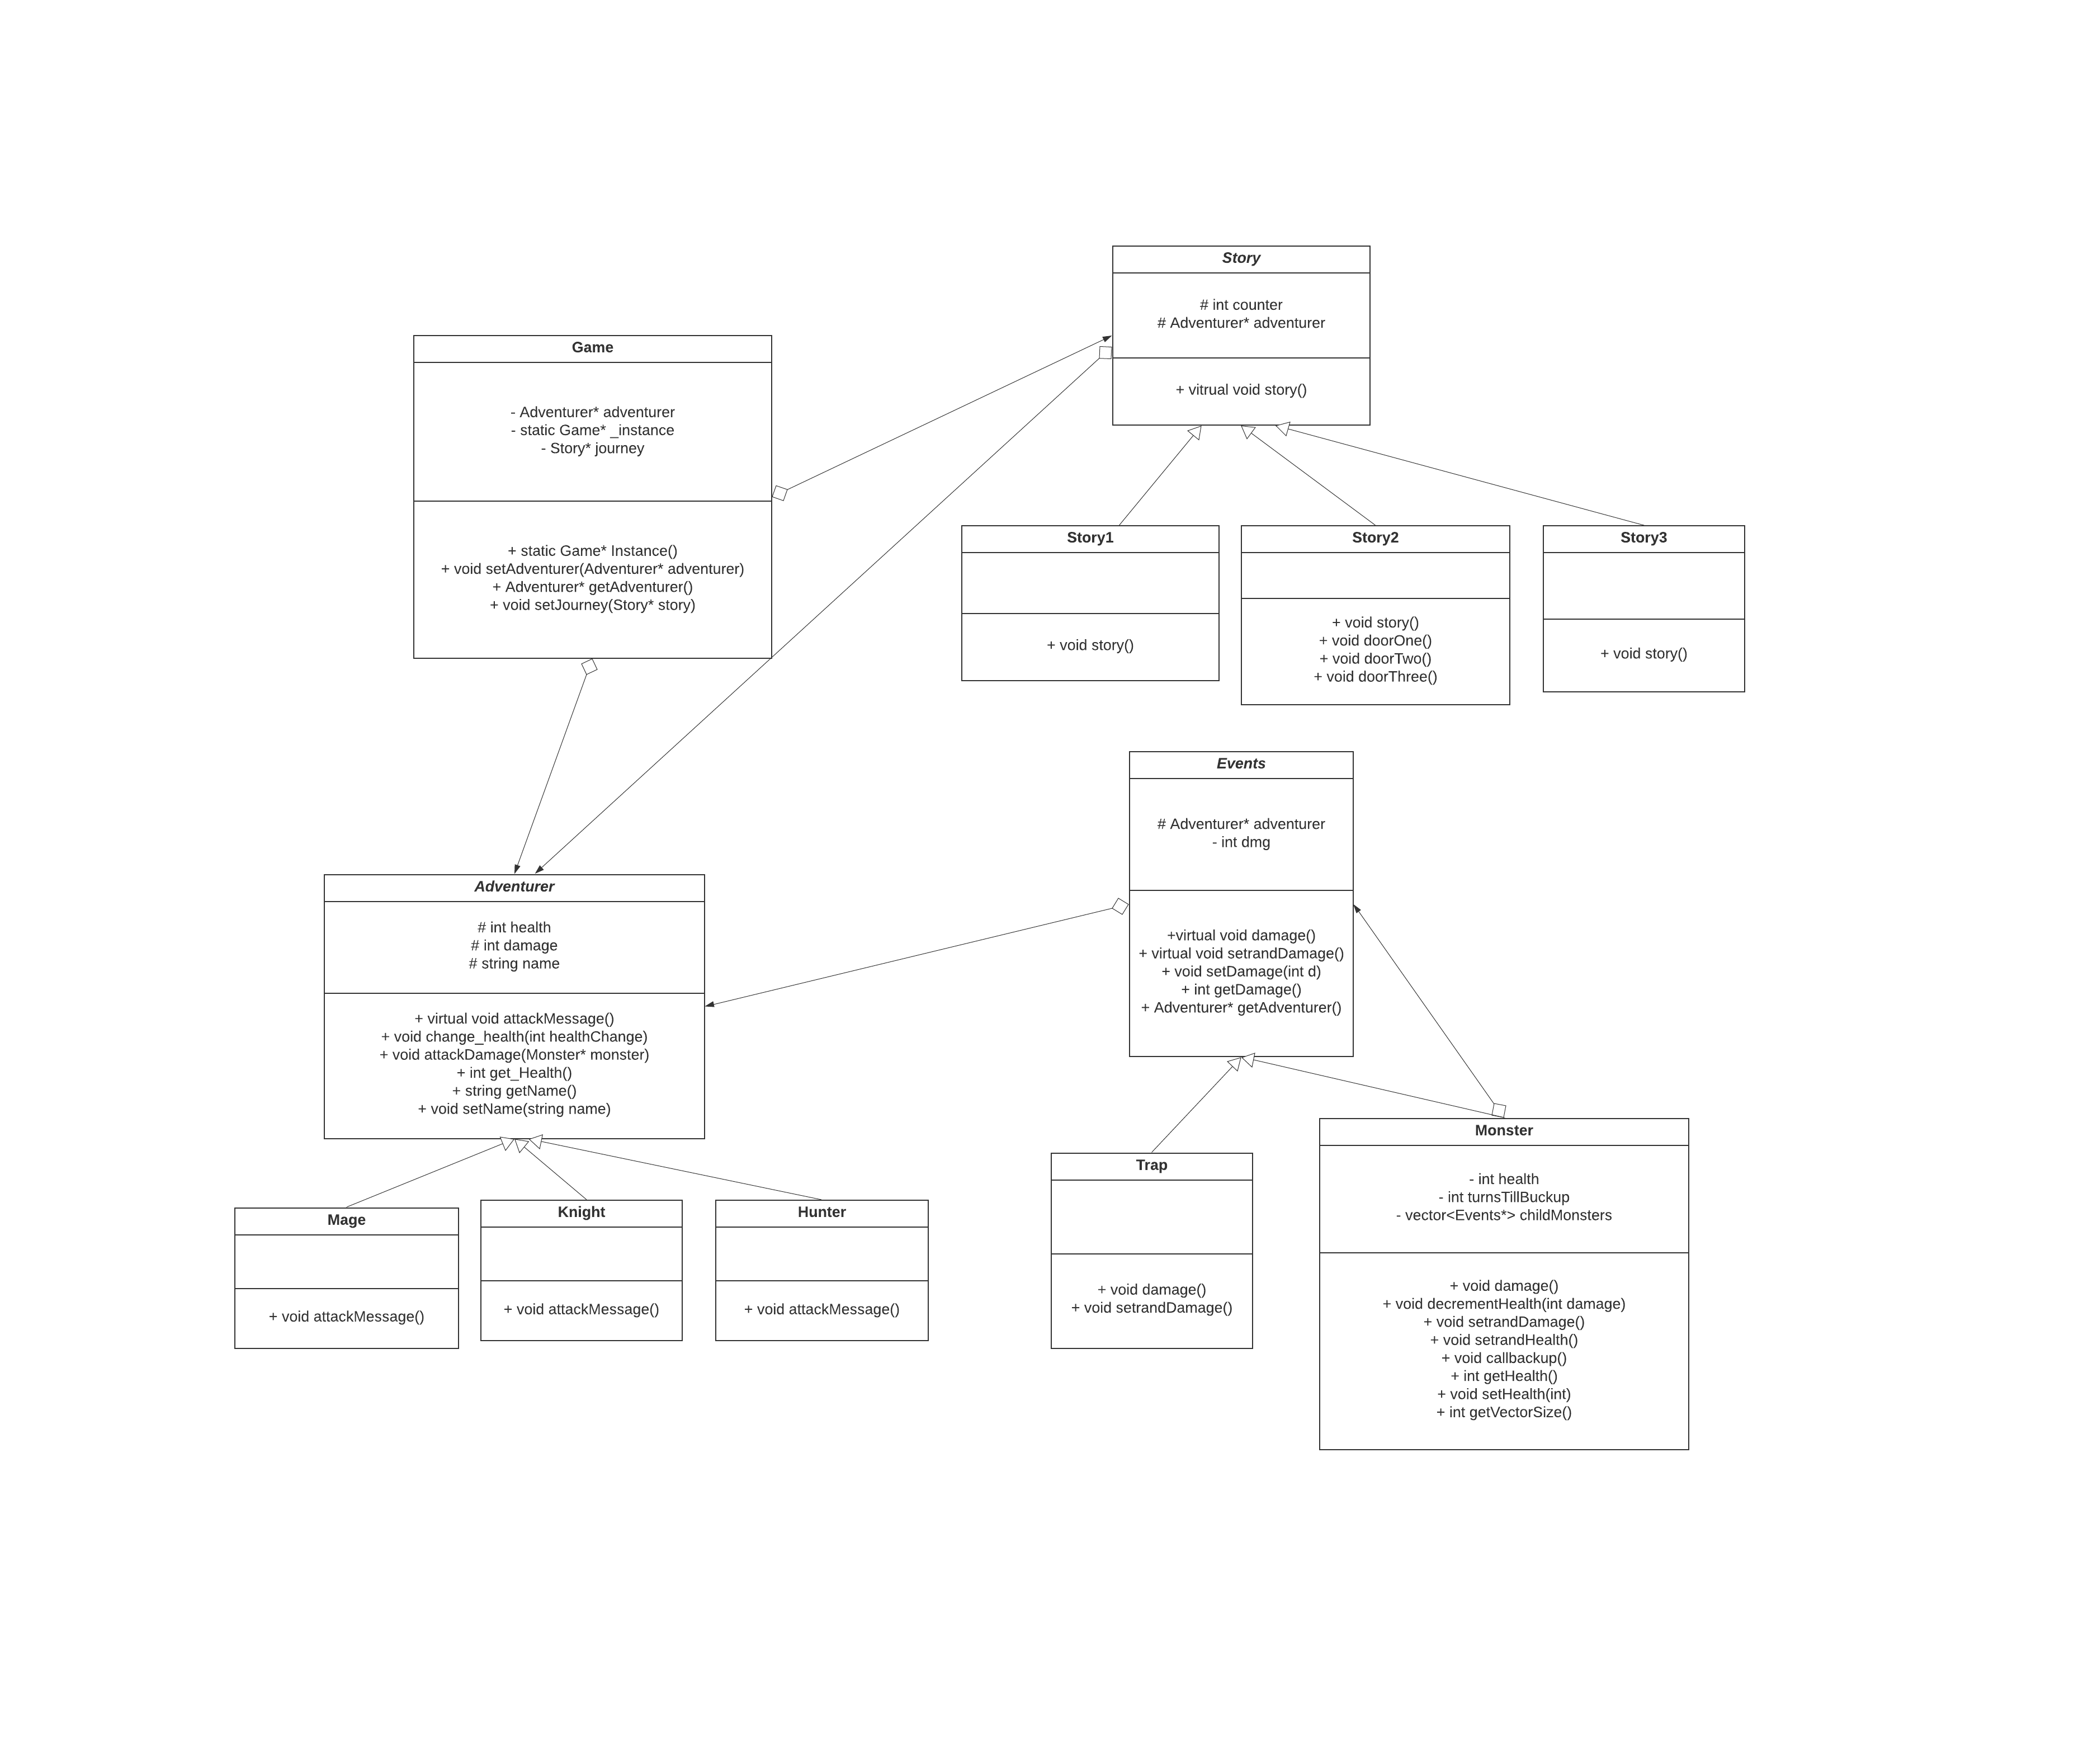 Story
# int counter
# Adventurer* adventurer
+ vitrual void story()
Game
- Adventurer* adventurer
- static Game* _instance
- Story* journey
+ static Game* Instance()
+ void setAdventurer(Adventurer* adventurer)
+ Adventurer* getAdventurer()
+ void setJourney(Story* story)
Story1
+ void story()
Story2
+ void story()
+ void doorOne()
+ void doorTwo()
+ void doorThree()
Story3
+ void story()
Events
# Adventurer* adventurer
- int dmg
+virtual void damage()
+ virtual void setrandDamage()
+ void setDamage(int d)
+ int getDamage()
+ Adventurer* getAdventurer()
Adventurer
# int health
# int damage
# string name
+ virtual void attackMessage()
+ void change_health(int healthChange)
+ void attackDamage(Monster* monster)
+ int get_Health()
+ string getName()
+ void setName(string name)
Mage
+ void attackMessage()
Knight
+ void attackMessage()
Hunter
+ void attackMessage()
Trap
+ void damage()
+ void setrandDamage()
Monster
- int health
- int turnsTillBuckup
- vector<Events*> childMonsters
+ void damage()
+ void decrementHealth(int damage)
+ void setrandDamage()
+ void setrandHealth()
+ void callbackup()
+ int getHealth()
+ void setHealth(int)
+ int getVectorSize()